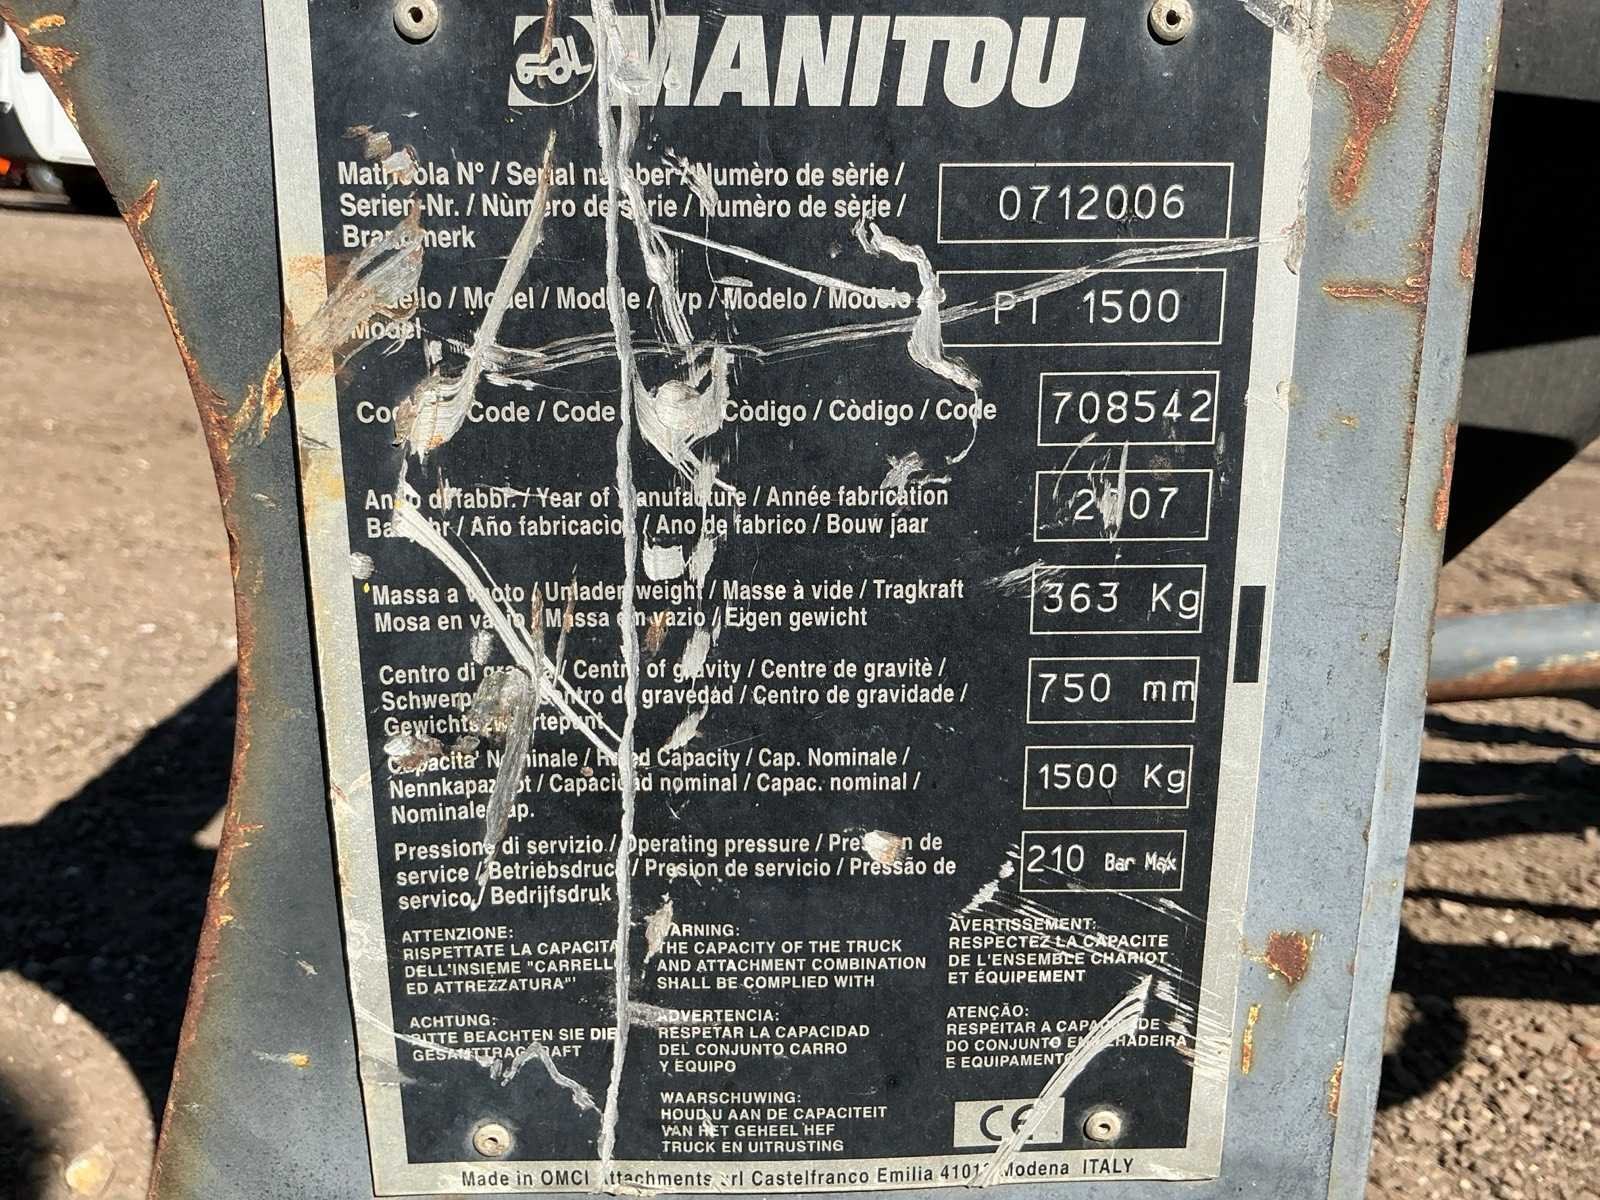 MANITOU
Matricola N° / Serial number / Numèro de sèrie /
Serien-Nr. / Nùmero de serie / Numèro de sèrie /
Brandmerk
0712006
Modello / Model / Modèle / Typ / Modelo / Modelo
Model
PT 1500
Code / Code / Còdigo / Còdigo / Code
708542
Anno di fabbr. / Year of manufacture / Année fabrication
Baujahr / Año fabricaciòn / Ano de fabrico / Bouw jaar
2007
Massa a vuoto / Unladen weight / Masse à vide / Tragkraft
Mosa en vazio / Massa em vazio / Eigen gewicht
363 Kg
Centro di gravità / Centre of gravity / Centre de gravitè /
Centro de gravedad / Centro de gravidade /
750 mm
Capacita' Nominale / Rated Capacity / Cap. Nominale /
Capacidad nominal / Capac. nominal /
Nominale cap.
1500 Kg
Pressione di servizio / Operating pressure / Pression de
service / Betriebsdruck / Presion de servicio / Pressão de
servico / Bedrijfsdruk
210 Bar Max
ATTENZIONE:
RISPETTATE LA CAPACITA'
DELL'INSIEME "CARRELLO
ED ATTREZZATURA"
WARNING:
THE CAPACITY OF THE TRUCK
AND ATTACHMENT COMBINATION
SHALL BE COMPLIED WITH
AVERTISSEMENT:
RESPECTEZ LA CAPACITE
DE L'ENSEMBLE CHARIOT
ET ÉQUIPEMENT
ACHTUNG:
BITTE BEACHTEN SIE DIE
GESAMTTRAGKRAFT
ADVERTENCIA:
RESPETAR LA CAPACIDAD
DEL CONJUNTO CARRO
Y EQUIPO
ATENÇÃO:
RESPEITAR A CAPACIDADE
DO CONJUNTO EMPILHADEIRA
E EQUIPAMENTO
WAARSCHUWING:
HOUD U AAN DE CAPACITEIT
VAN HET GEHEEL HEF
TRUCK EN UITRUSTING
CE
Made in OMCI Attachments srl Castelfranco Emilia Modena ITALY